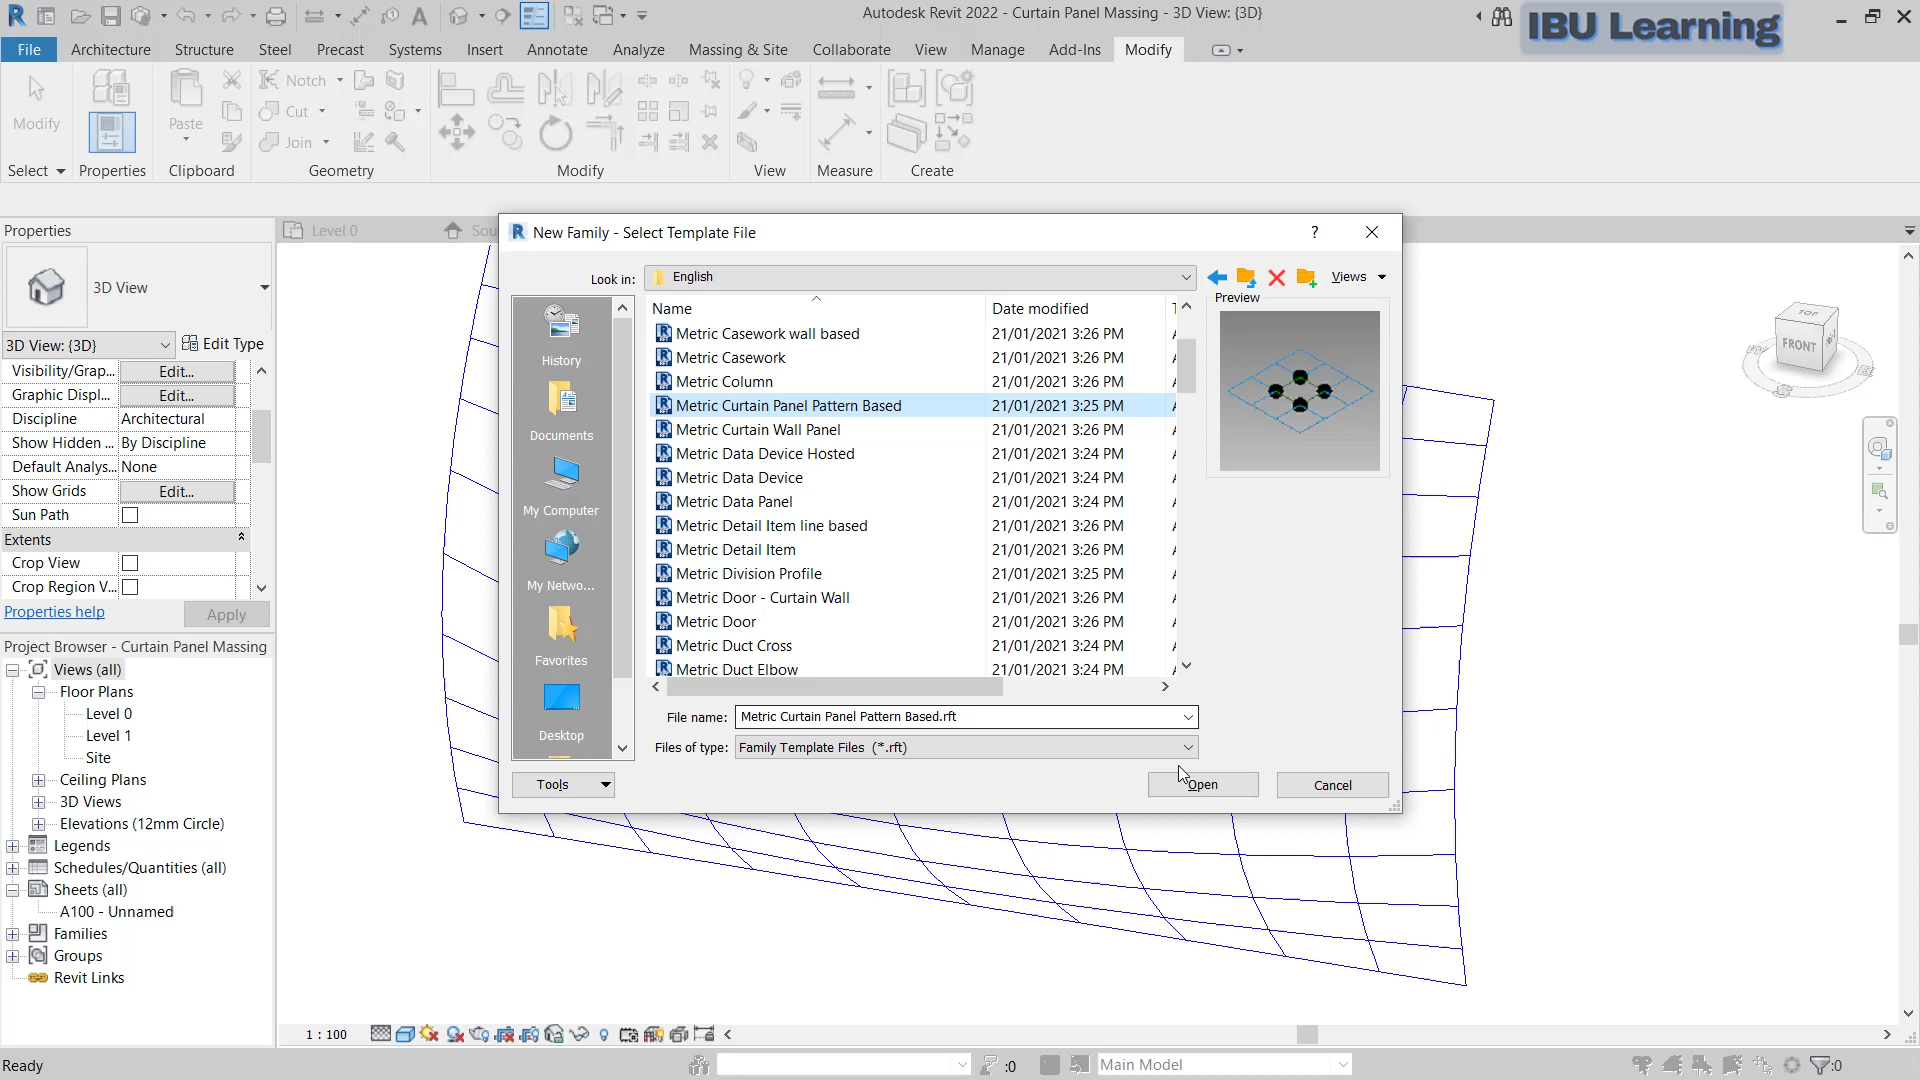 Autodesk Revit 2022 - Curtain Panel Massing - 3D View: {3D}
IBU Learning
File Architecture Structure Steel Precast Systems Insert Annotate Analyze Massing & Site Collaborate View Manage Add-Ins Modify
Modify
Paste
Notch
Cut
Join
Select Properties Clipboard Geometry Modify View Measure Create
Properties
3D View
3D View: {3D}
Edit Type
Visibility/Grap... Edit...
Graphic Displ... Edit...
Discipline Architectural
Show Hidden ... By Discipline
Default Analys... None
Show Grids Edit...
Sun Path
Extents
Crop View
Crop Region V...
Properties help Apply
Project Browser - Curtain Panel Massing
Views (all)
Floor Plans
Level 0
Level 1
Site
Ceiling Plans
3D Views
Elevations (12mm Circle)
Legends
Schedules/Quantities (all)
Sheets (all)
A100 - Unnamed
Families
Groups
Revit Links
Level 0
Sou
New Family - Select Template File
?
Look in: English
Views
History
Documents
My Computer
My Netwo...
Favorites
Desktop
Name Date modified
Metric Casework wall based 21/01/2021 3:26 PM
Metric Casework 21/01/2021 3:26 PM
Metric Column 21/01/2021 3:26 PM
Metric Curtain Panel Pattern Based 21/01/2021 3:25 PM
Metric Curtain Wall Panel 21/01/2021 3:26 PM
Metric Data Device Hosted 21/01/2021 3:24 PM
Metric Data Device 21/01/2021 3:24 PM
Metric Data Panel 21/01/2021 3:24 PM
Metric Detail Item line based 21/01/2021 3:26 PM
Metric Detail Item 21/01/2021 3:26 PM
Metric Division Profile 21/01/2021 3:25 PM
Metric Door - Curtain Wall 21/01/2021 3:26 PM
Metric Door 21/01/2021 3:26 PM
Metric Duct Cross 21/01/2021 3:24 PM
Metric Duct Elbow 21/01/2021 3:24 PM
Preview
File name: Metric Curtain Panel Pattern Based.rft
Files of type: Family Template Files (*.rft)
Tools
Open
Cancel
TOP
FRONT
1 : 100
Ready
:0
Main Model
:0